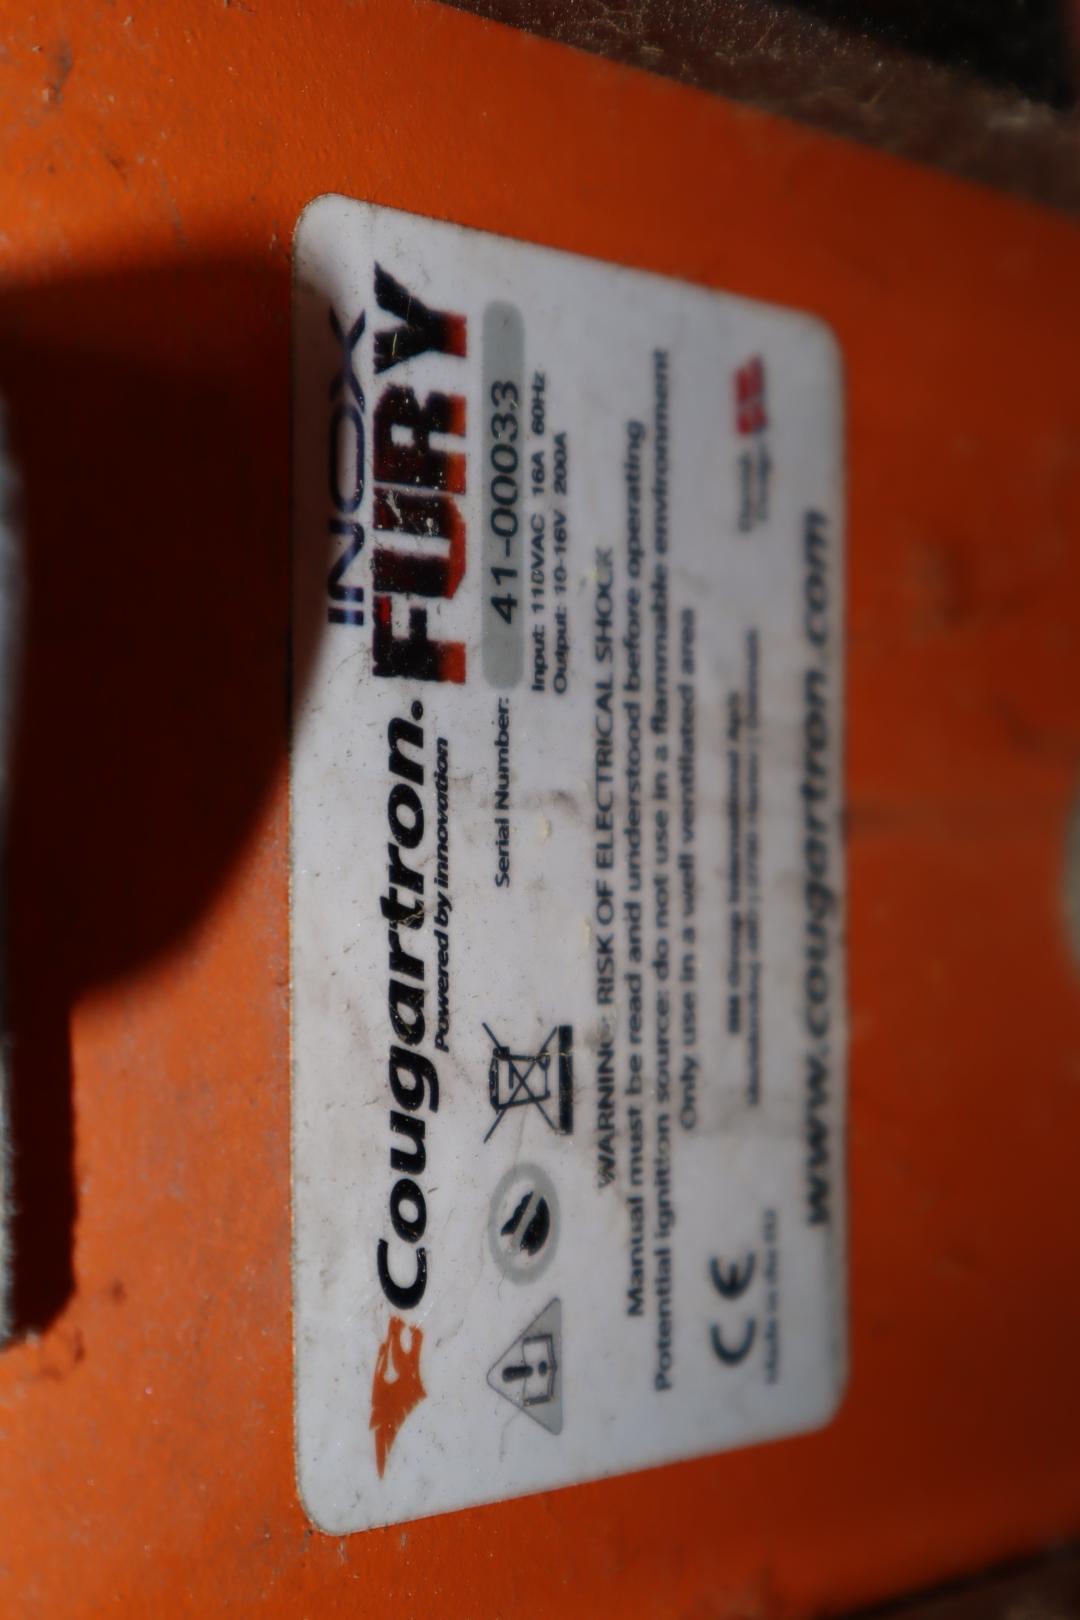 Cougartron.
Powered by innovation
INOX
FURY
Serial Number: 41-00033
Input: 110VAC 16A 60Hz
Output: 10-16V 200A
WARNING: RISK OF ELECTRICAL SHOCK
Manual must be read and understood before operating
Potential ignition source: do not use in a flammable environment
Only use in a well ventilated area
CE
www.cougartron.com